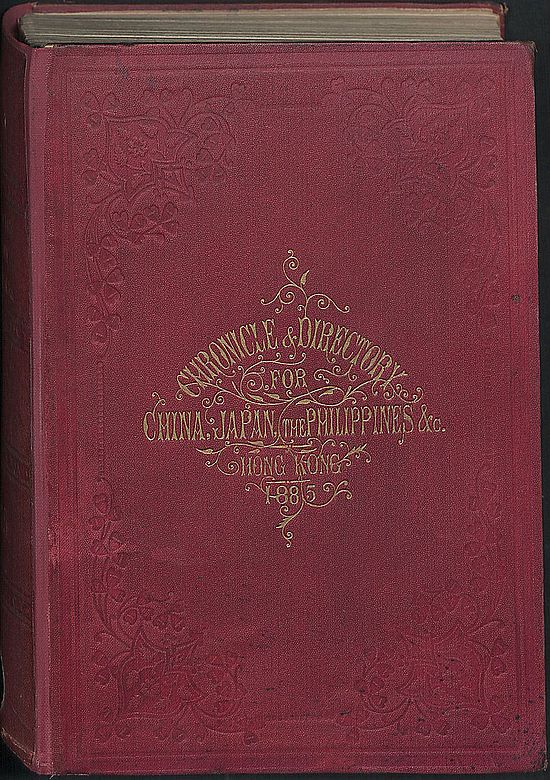 CHRONICLE & DIRECTORY
FOR
CHINA, JAPAN, THE PHILIPPINES &c.
HONG KONG
1885